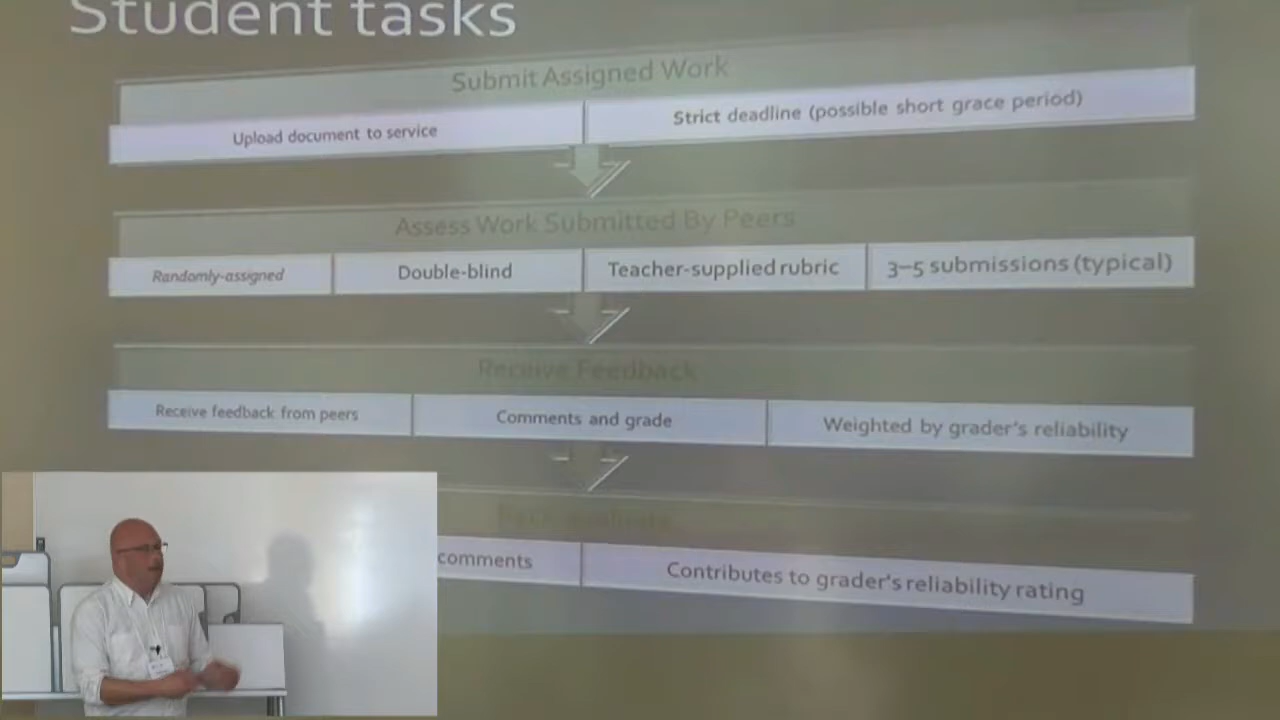 Student tasks
Submit Assigned Work
Upload document to service
Strict deadline (possible short grace period)
Assess Work Submitted By Peers
Randomly-assigned
Double-blind
Teacher-supplied rubric
3–5 submissions (typical)
Receive Feedback
Receive feedback from peers
Comments and grade
Weighted by grader's reliability
comments
Contributes to grader's reliability rating